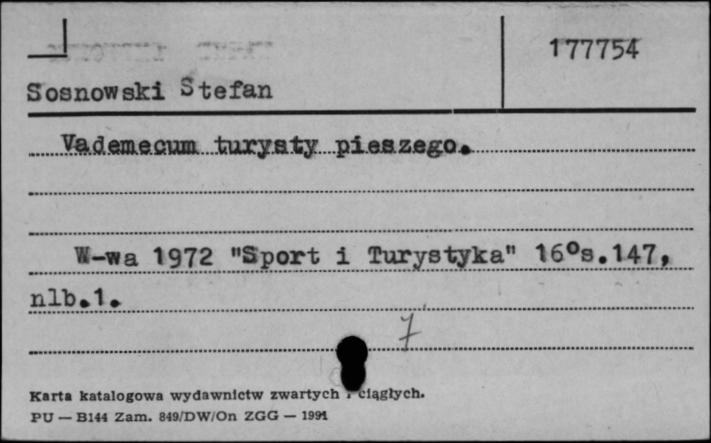 177754
Sosnowski Stefan
Vademecum turysty pieszego.
W-wa 1972 "Sport i Turystyka" 16⁰s.147,
nlb.1.
7
Karta katalogowa wydawnictw zwartych i ciągłych.
PU — B144 Zam. 849/DW/On ZGG — 1991